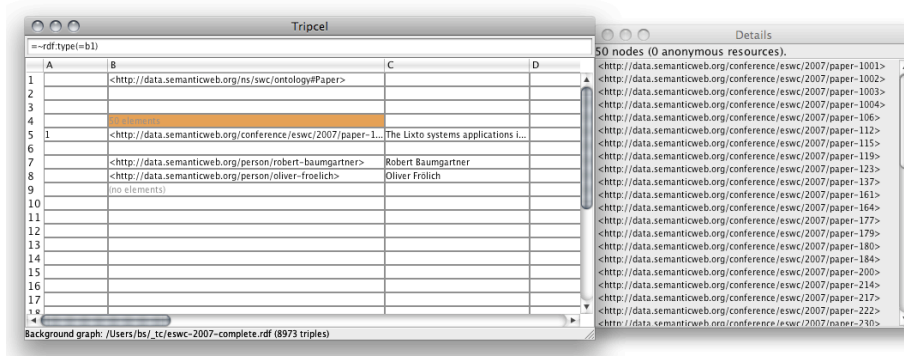 Tripcel
=~rdf:type(=b1)
A B C D
1 <http://data.semanticweb.org/ns/swc/ontology#Paper>
2
3
4 50 elements
5 1 <http://data.semanticweb.org/conference/eswc/2007/paper-1... The Lixto systems applications i...
6
7 <http://data.semanticweb.org/person/robert-baumgartner> Robert Baumgartner
8 <http://data.semanticweb.org/person/oliver-froelich> Oliver Frölich
9 (no elements)
10
11
12
13
14
15
16
17
18
Background graph: /Users/bs/_tc/eswc-2007-complete.rdf (8973 triples)
Details
50 nodes (0 anonymous resources).
<http://data.semanticweb.org/conference/eswc/2007/paper-1001>
<http://data.semanticweb.org/conference/eswc/2007/paper-1002>
<http://data.semanticweb.org/conference/eswc/2007/paper-1003>
<http://data.semanticweb.org/conference/eswc/2007/paper-1004>
<http://data.semanticweb.org/conference/eswc/2007/paper-106>
<http://data.semanticweb.org/conference/eswc/2007/paper-112>
<http://data.semanticweb.org/conference/eswc/2007/paper-115>
<http://data.semanticweb.org/conference/eswc/2007/paper-119>
<http://data.semanticweb.org/conference/eswc/2007/paper-123>
<http://data.semanticweb.org/conference/eswc/2007/paper-137>
<http://data.semanticweb.org/conference/eswc/2007/paper-161>
<http://data.semanticweb.org/conference/eswc/2007/paper-164>
<http://data.semanticweb.org/conference/eswc/2007/paper-177>
<http://data.semanticweb.org/conference/eswc/2007/paper-179>
<http://data.semanticweb.org/conference/eswc/2007/paper-180>
<http://data.semanticweb.org/conference/eswc/2007/paper-184>
<http://data.semanticweb.org/conference/eswc/2007/paper-200>
<http://data.semanticweb.org/conference/eswc/2007/paper-214>
<http://data.semanticweb.org/conference/eswc/2007/paper-217>
<http://data.semanticweb.org/conference/eswc/2007/paper-222>
<http://data.semanticweb.org/conference/eswc/2007/paper-230>